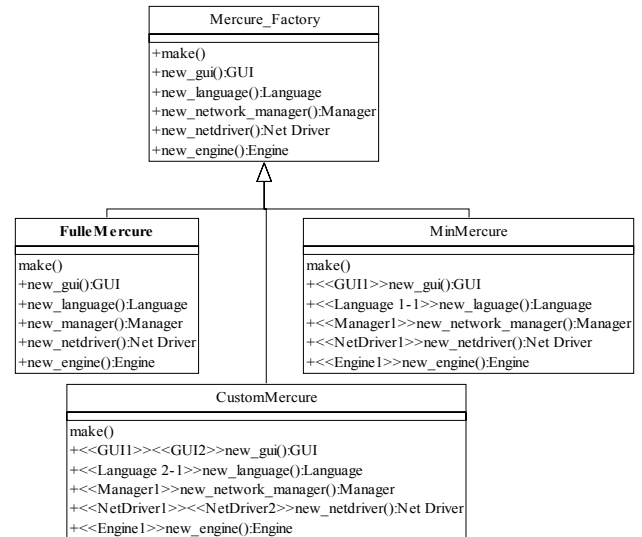 Mercure_Factory
+make()
+new_gui():GUI
+new_language():Language
+new_network_manager():Manager
+new_netdriver():Net Driver
+new_engine():Engine
FulleMercure
make()
+new_gui():GUI
+new_language():Language
+new_manager():Manager
+new_netdriver():Net Driver
+new_engine():Engine
MinMercure
make()
+<<GUI1>>new_gui():GUI
+<<Language 1-1>>new_laguage():Language
+<<Manager1>>new_network_manager():Manager
+<<NetDriver1>>new_netdriver():Net Driver
+<<Engine1>>new_engine():Engine
CustomMercure
make()
+<<GUI1>><<GUI2>>new_gui():GUI
+<<Language 2-1>>new_language():Language
+<<Manager1>>new_network_manager():Manager
+<<NetDriver1>><<NetDriver2>>new_netdriver():Net Driver
+<<Engine1>>new_engine():Engine